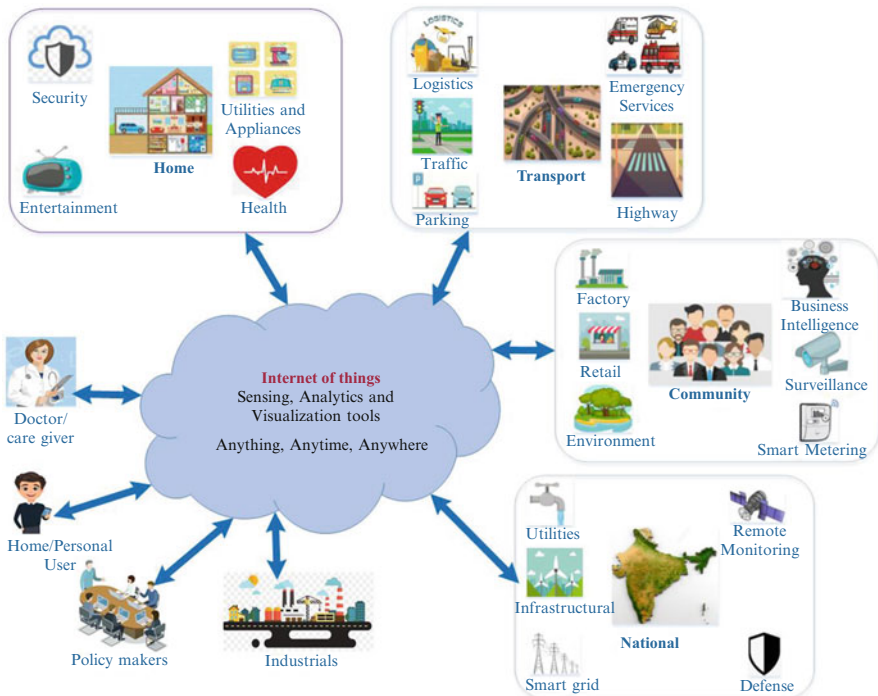 Security
Utilities and
Appliances
Home
Entertainment
Health
LOGISTICS
Logistics
Emergency
Services
Traffic
Transport
P
Parking
Highway
Factory
Business
Intelligence
Retail
Community
Surveillance
Environment
Smart Metering
Internet of things
Sensing, Analytics and
Visualization tools
Anything, Anytime, Anywhere
Doctor/
care giver
Home/Personal
User
Policy makers
Industrials
Utilities
Remote
Monitoring
Infrastructural
National
Smart grid
Defense